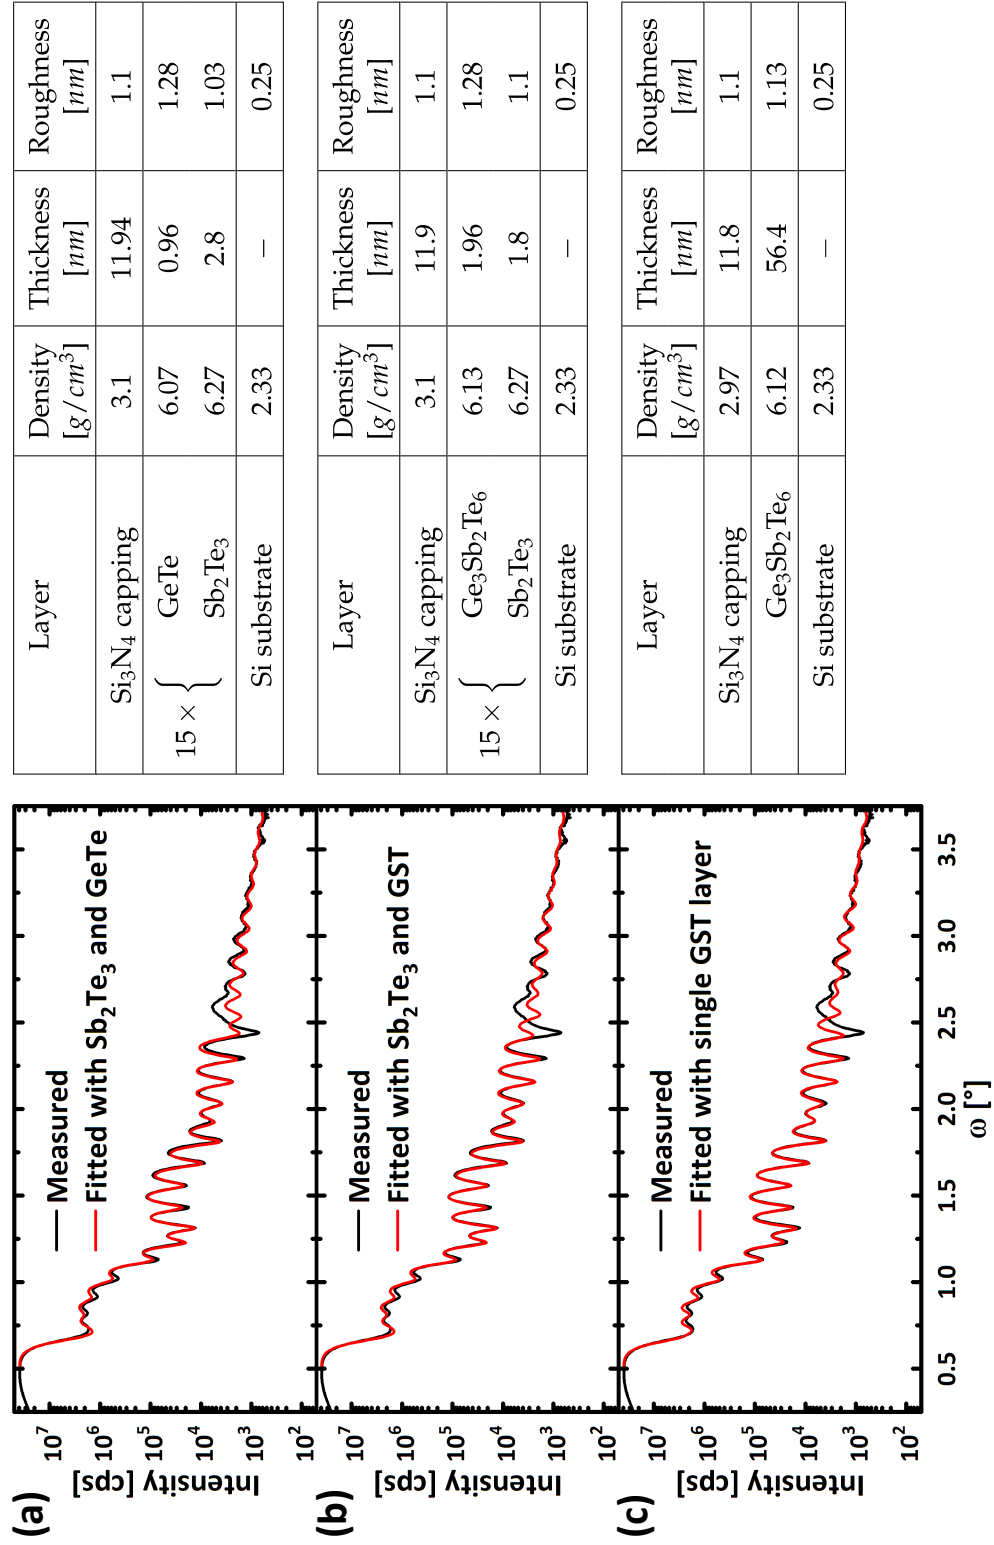 (a)
Intensity [cps]
10^7
10^6
10^5
10^4
10^3
10^2
Measured
Fitted with Sb2Te3 and GeTe
Layer Density [g/cm^3] Thickness [nm] Roughness [nm]
Si3N4 capping 3.1 11.94 1.1
15 × { GeTe 6.07 0.96 1.28
Sb2Te3 6.27 2.8 1.03
Si substrate 2.33 – 0.25
(b)
Intensity [cps]
10^7
10^6
10^5
10^4
10^3
10^2
Measured
Fitted with Sb2Te3 and GST
Layer Density [g/cm^3] Thickness [nm] Roughness [nm]
Si3N4 capping 3.1 11.9 1.1
15 × { Ge3Sb2Te6 6.13 1.96 1.28
Sb2Te3 6.27 1.8 1.1
Si substrate 2.33 – 0.25
(c)
Intensity [cps]
10^7
10^6
10^5
10^4
10^3
10^2
Measured
Fitted with single GST layer
0.5 1.0 1.5 2.0 2.5 3.0 3.5
ω [°]
Layer Density [g/cm^3] Thickness [nm] Roughness [nm]
Si3N4 capping 2.97 11.8 1.1
Ge3Sb2Te6 6.12 56.4 1.13
Si substrate 2.33 – 0.25